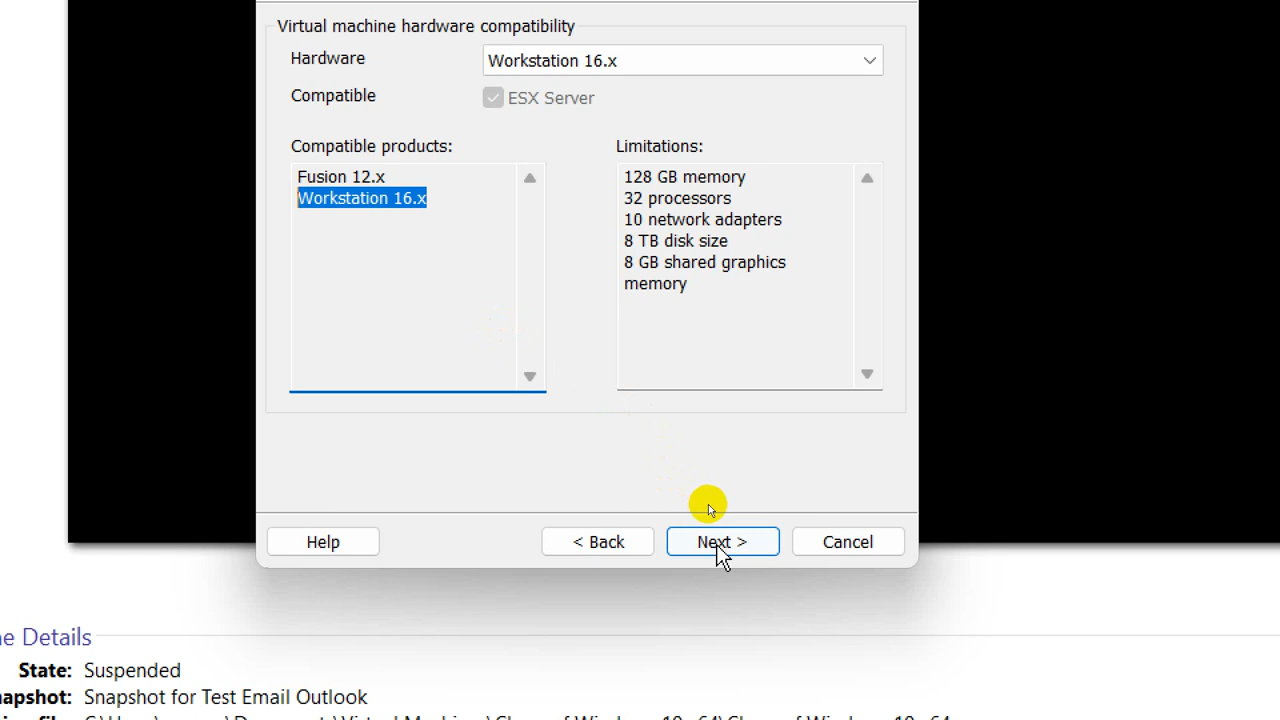 Virtual machine hardware compatibility
Hardware
Workstation 16.x
Compatible
ESX Server
Compatible products:
Limitations:
Fusion 12.x
Workstation 16.x
128 GB memory
32 processors
10 network adapters
8 TB disk size
8 GB shared graphics
memory
Help
< Back
Next >
Cancel
ne Details
State: Suspended
napshot: Snapshot for Test Email Outlook